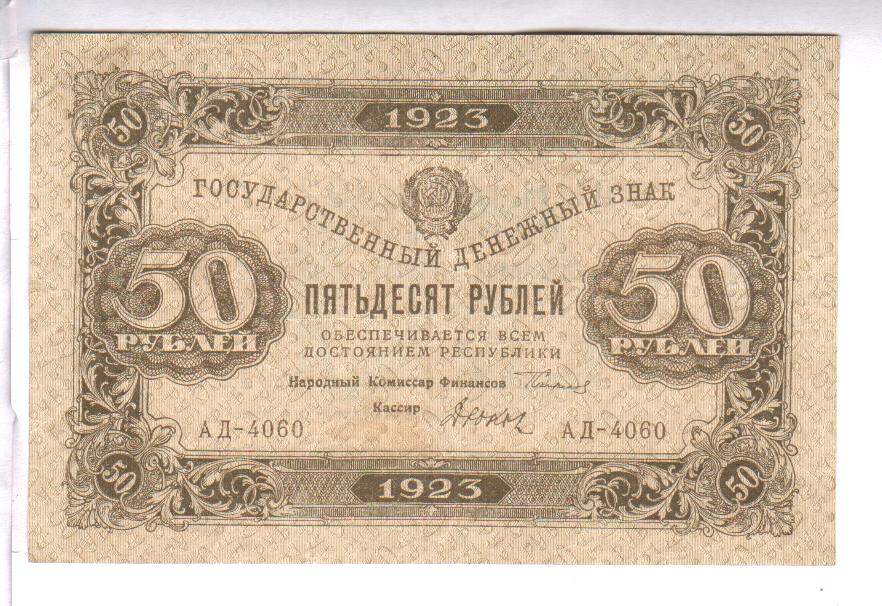 50 1923 50
ГОСУДАРСТВЕННЫЙ ДЕНЕЖНЫЙ ЗНАК
50 РУБЛЕЙ
50 РУБЛЕЙ
ПЯТЬДЕСЯТ РУБЛЕЙ
ОБЕСПЕЧИВАЕТСЯ ВСЕМ
ДОСТОЯНИЕМ РЕСПУБЛИКИ
Народный Комиссар Финансов
Кассир
АД-4060 АД-4060
50 1923 50